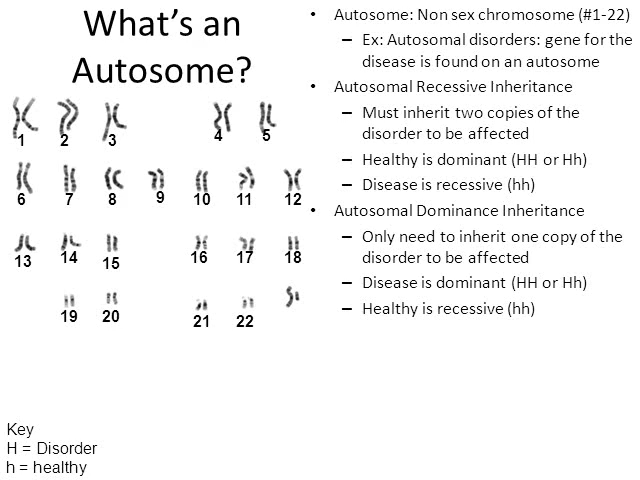 What's an
Autosome?
1 2 3 4 5
6 7 8 9 10 11 12
13 14 15 16 17 18
19 20 21 22
Key
H = Disorder
h = healthy
• Autosome: Non sex chromosome (#1-22)
– Ex: Autosomal disorders: gene for the
disease is found on an autosome
• Autosomal Recessive Inheritance
– Must inherit two copies of the
disorder to be affected
– Healthy is dominant (HH or Hh)
– Disease is recessive (hh)
• Autosomal Dominance Inheritance
– Only need to inherit one copy of the
disorder to be affected
– Disease is dominant (HH or Hh)
– Healthy is recessive (hh)